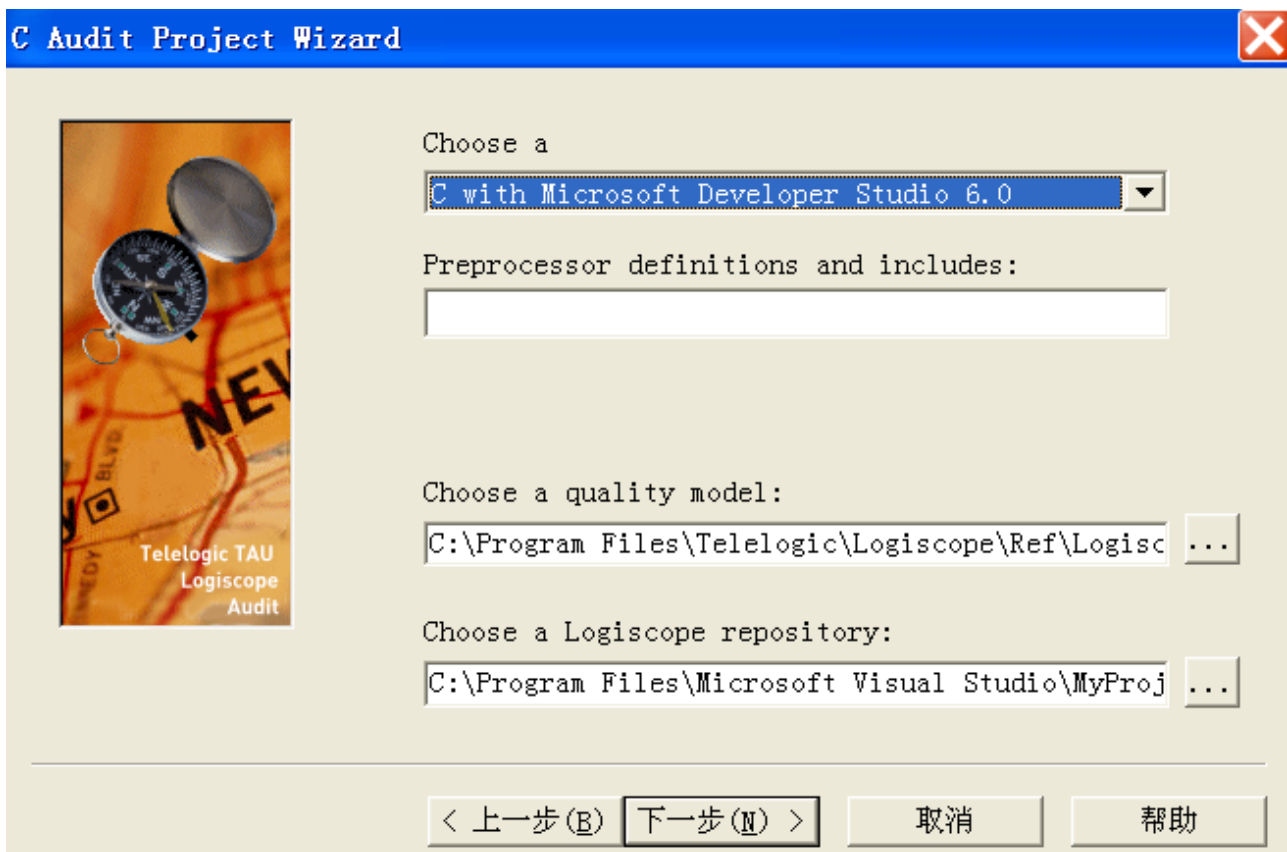 C Audit Project Wizard
Choose a
C with Microsoft Developer Studio 6.0
Preprocessor definitions and includes:
NEW
BLVD.
Telelogic TAU
Logiscope
Audit
Choose a quality model:
C:\Program Files\Telelogic\Logiscope\Ref\Logisc
...
Choose a Logiscope repository:
C:\Program Files\Microsoft Visual Studio\MyProj
...
< 上一步(B)
下一步(N) >
取消
帮助